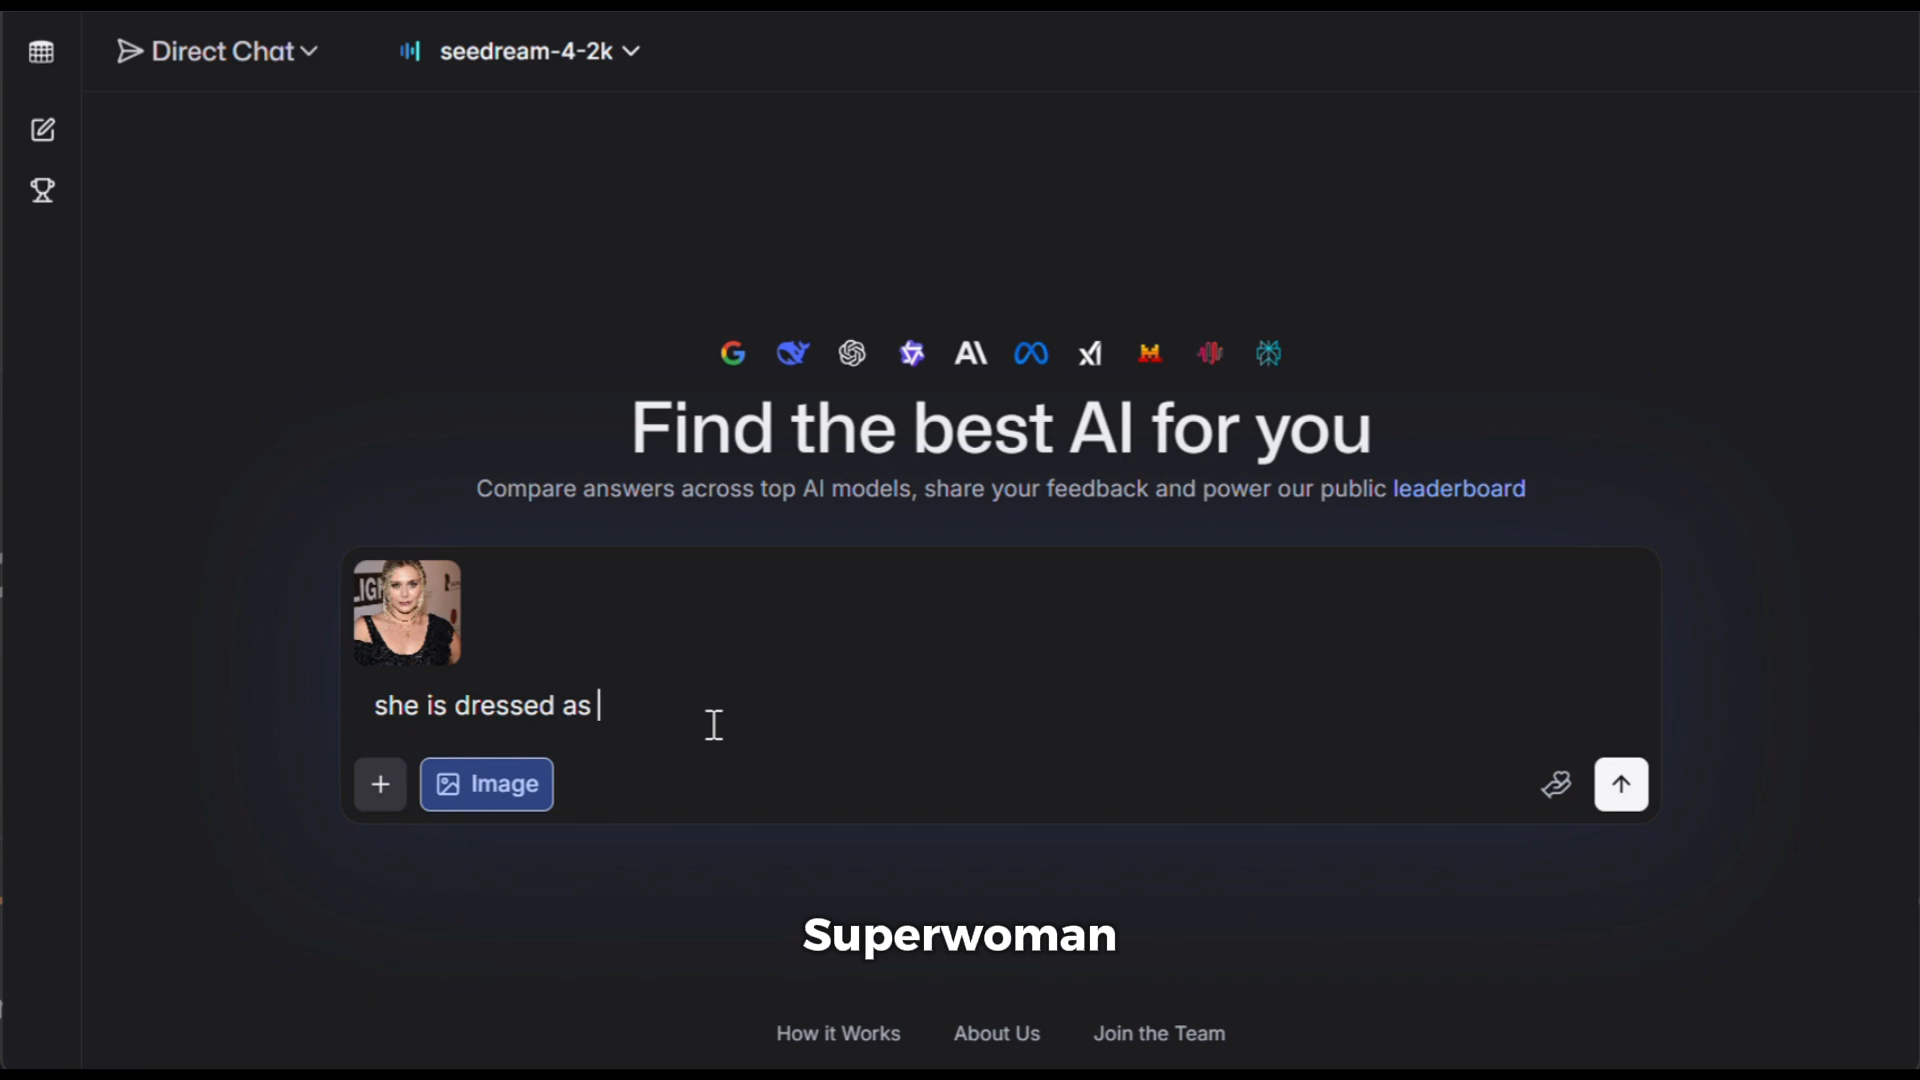 Direct Chat
seedream-4-2k
Find the best AI for you
Compare answers across top AI models, share your feedback and power our public leaderboard
LIGH
she is dressed as
Image
Superwoman
How it Works
About Us
Join the Team